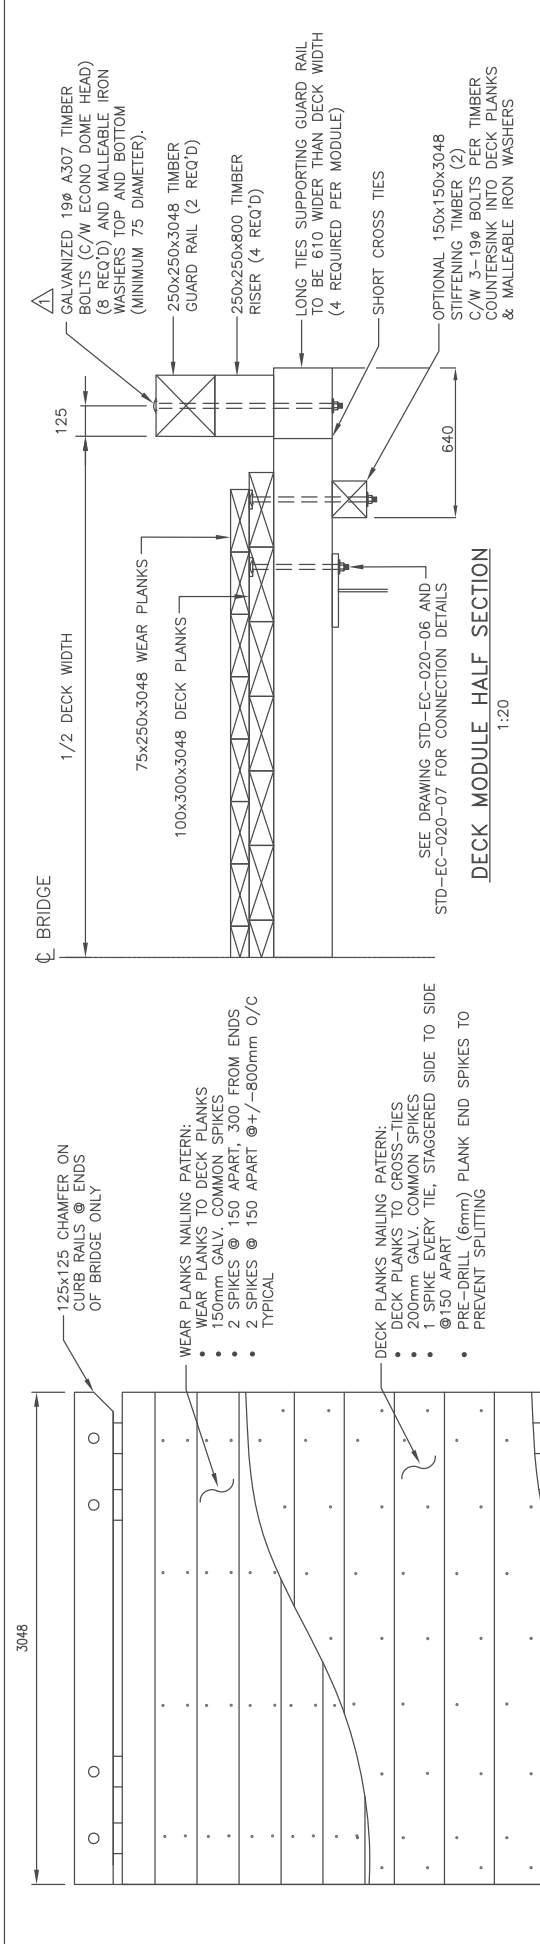 3048
125x125 CHAMFER ON
CURB RAILS @ ENDS
OF BRIDGE ONLY
WEAR PLANKS NAILING PATERN:
• WEAR PLANKS TO DECK PLANKS
• 150mm GALV. COMMON SPIKES
• 2 SPIKES @ 150 APART, 300 FROM ENDS
• 2 SPIKES @ 150 APART @+/-800mm O/C
TYPICAL
DECK PLANKS NAILING PATERN:
• DECK PLANKS TO CROSS-TIES
• 200mm GALV. COMMON SPIKES
• 1 SPIKE EVERY TIE, STAGGERED SIDE TO SIDE
@150 APART
• PRE-DRILL (6mm) PLANK END SPIKES TO
PREVENT SPLITTING
℄ BRIDGE
1/2 DECK WIDTH
125
75x250x3048 WEAR PLANKS
100x300x3048 DECK PLANKS
1
GALVANIZED 19ø A307 TIMBER
BOLTS (C/W ECONO DOME HEAD)
(8 REQ'D) AND MALLEABLE IRON
WASHERS TOP AND BOTTOM
(MINIMUM 75 DIAMETER).
250x250x3048 TIMBER
GUARD RAIL (2 REQ'D)
250x250x800 TIMBER
RISER (4 REQ'D)
LONG TIES SUPPORTING GUARD RAIL
TO BE 610 WIDER THAN DECK WIDTH
(4 REQUIRED PER MODULE)
SHORT CROSS TIES
OPTIONAL 150x150x3048
STIFFENING TIMBER (2)
C/W 3-19ø BOLTS PER TIMBER
COUNTERSINK INTO DECK PLANKS
& MALLEABLE IRON WASHERS
640
SEE DRAWING STD-EC-020-06 AND
STD-EC-020-07 FOR CONNECTION DETAILS
DECK MODULE HALF SECTION
1:20